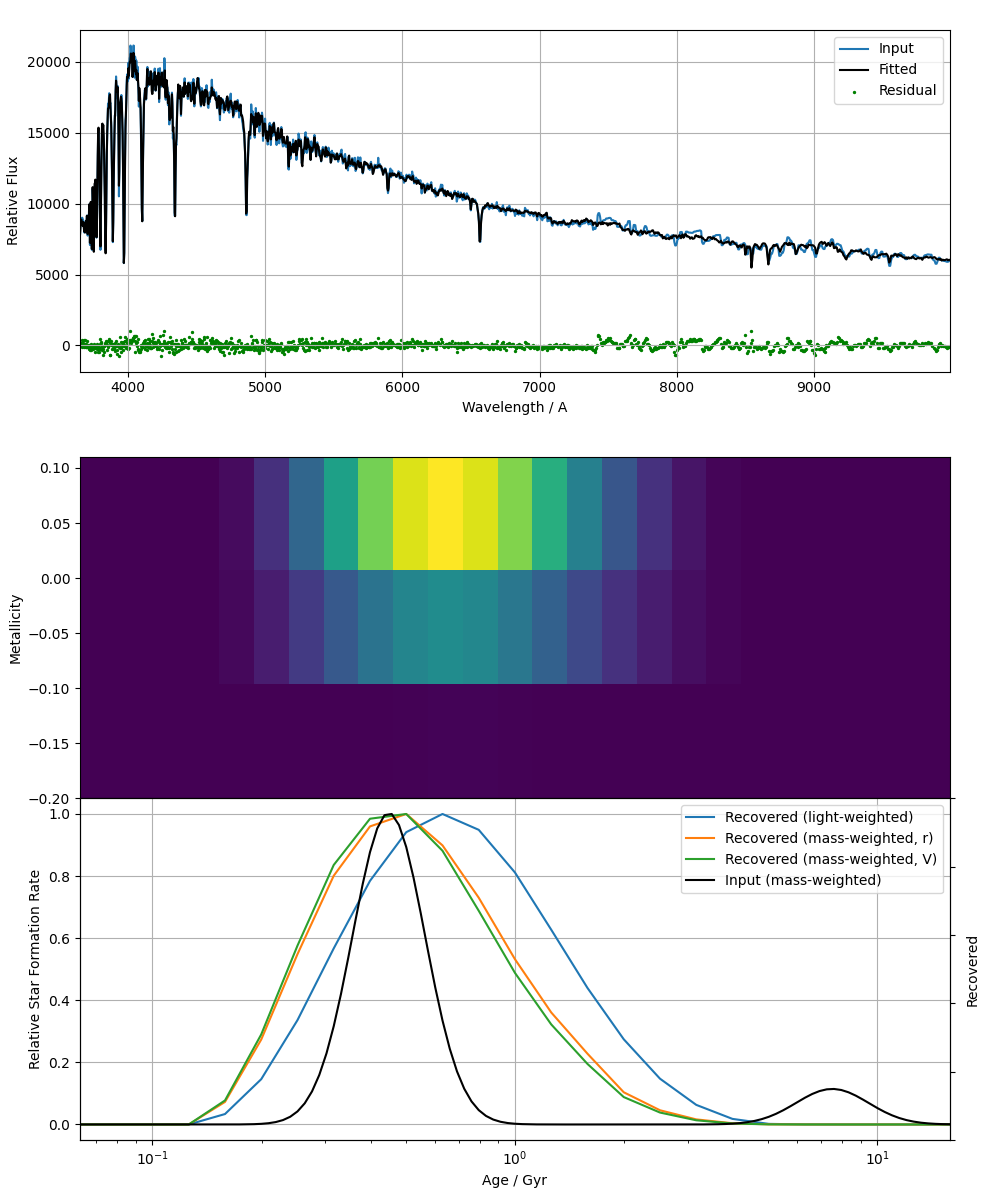 20000
15000
10000
5000
0
Relative Flux
Input
Fitted
Residual
4000 5000 6000 7000 8000 9000
Wavelength / A
0.10
0.05
0.00
−0.05
−0.10
−0.15
−0.20
Metallicity
1.0
0.8
0.6
0.4
0.2
0.0
Relative Star Formation Rate
Recovered (light-weighted)
Recovered (mass-weighted, r)
Recovered (mass-weighted, V)
Input (mass-weighted)
Recovered
10⁻¹ 10⁰ 10¹
Age / Gyr